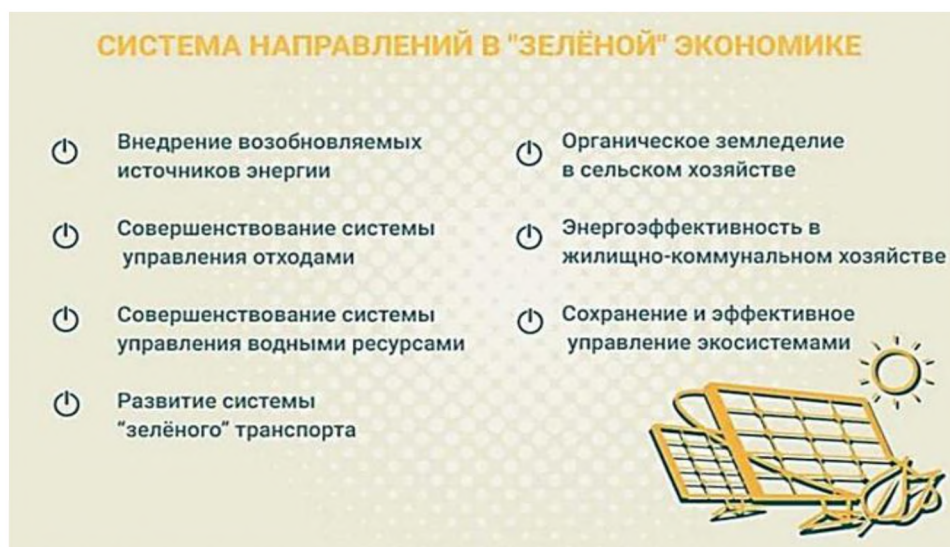 СИСТЕМА НАПРАВЛЕНИЙ В "ЗЕЛЁНОЙ" ЭКОНОМИКЕ
Внедрение возобновляемых
источников энергии
Совершенствование системы
управления отходами
Совершенствование системы
управления водными ресурсами
Развитие системы
“зелёного” транспорта
Органическое земледелие
в сельском хозяйстве
Энергоэффективность в
жилищно-коммунальном хозяйстве
Сохранение и эффективное
управление экосистемами